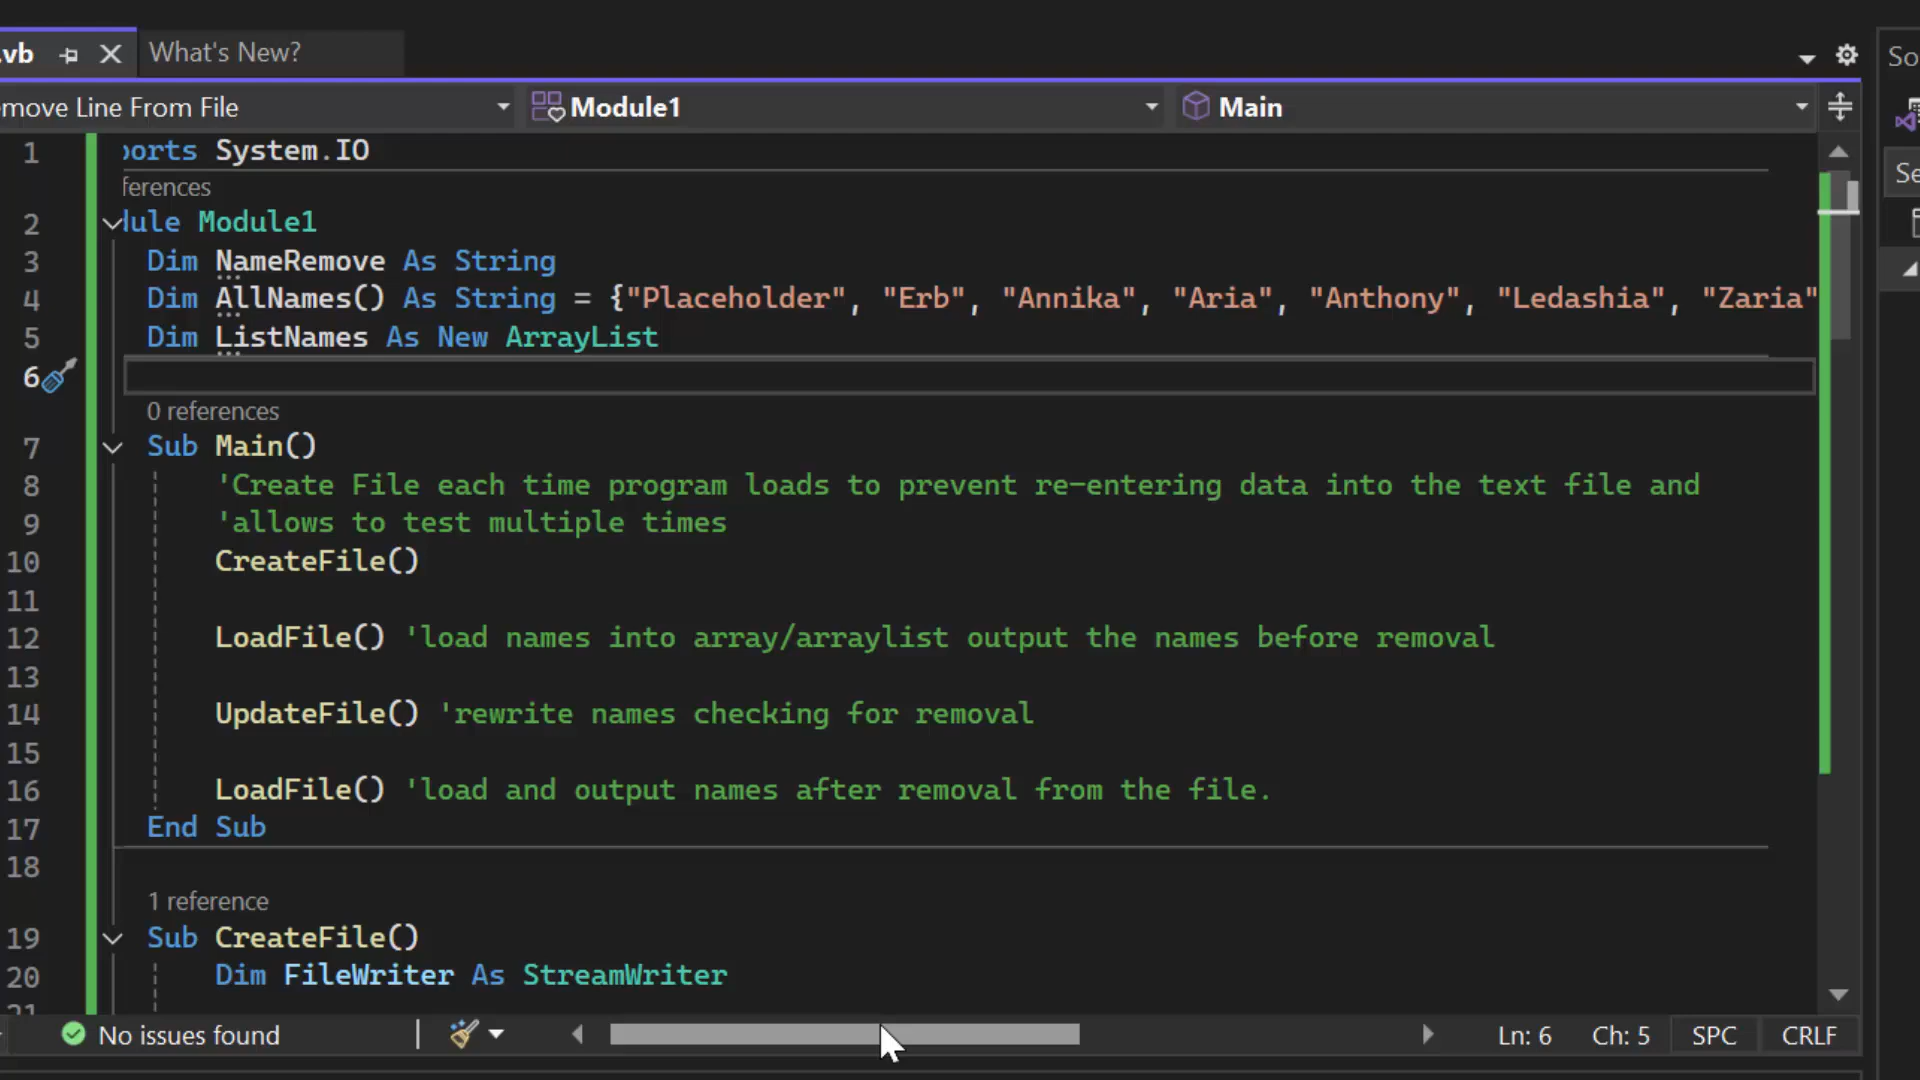 .vb What's New? So
move Line From File Module1 Main
1 ports System.IO
ferences Se
2 dule Module1
3 Dim NameRemove As String
4 Dim AllNames() As String = {"Placeholder", "Erb", "Annika", "Aria", "Anthony", "Ledashia", "Zaria"
5 Dim ListNames As New ArrayList
6
0 references
7 Sub Main()
8 'Create File each time program loads to prevent re-entering data into the text file and
9 'allows to test multiple times
10 CreateFile()
11
12 LoadFile() 'load names into array/arraylist output the names before removal
13
14 UpdateFile() 'rewrite names checking for removal
15
16 LoadFile() 'load and output names after removal from the file.
17 End Sub
18
1 reference
19 Sub CreateFile()
20 Dim FileWriter As StreamWriter
21
No issues found Ln: 6 Ch: 5 SPC CRLF